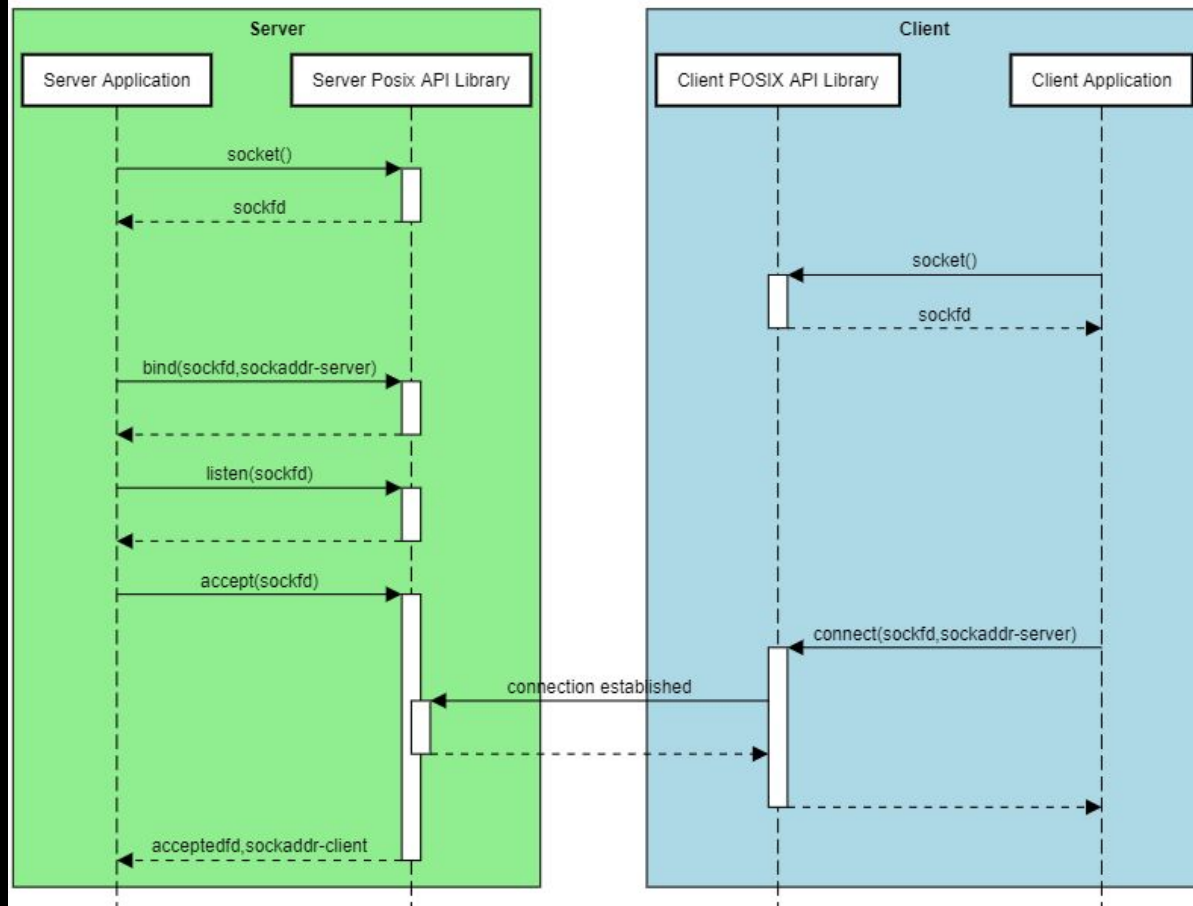 Server
Client
Server Application
Server Posix API Library
Client POSIX API Library
Client Application
socket()
sockfd
socket()
sockfd
bind(sockfd,sockaddr-server)
listen(sockfd)
accept(sockfd)
connect(sockfd,sockaddr-server)
connection established
acceptedfd,sockaddr-client